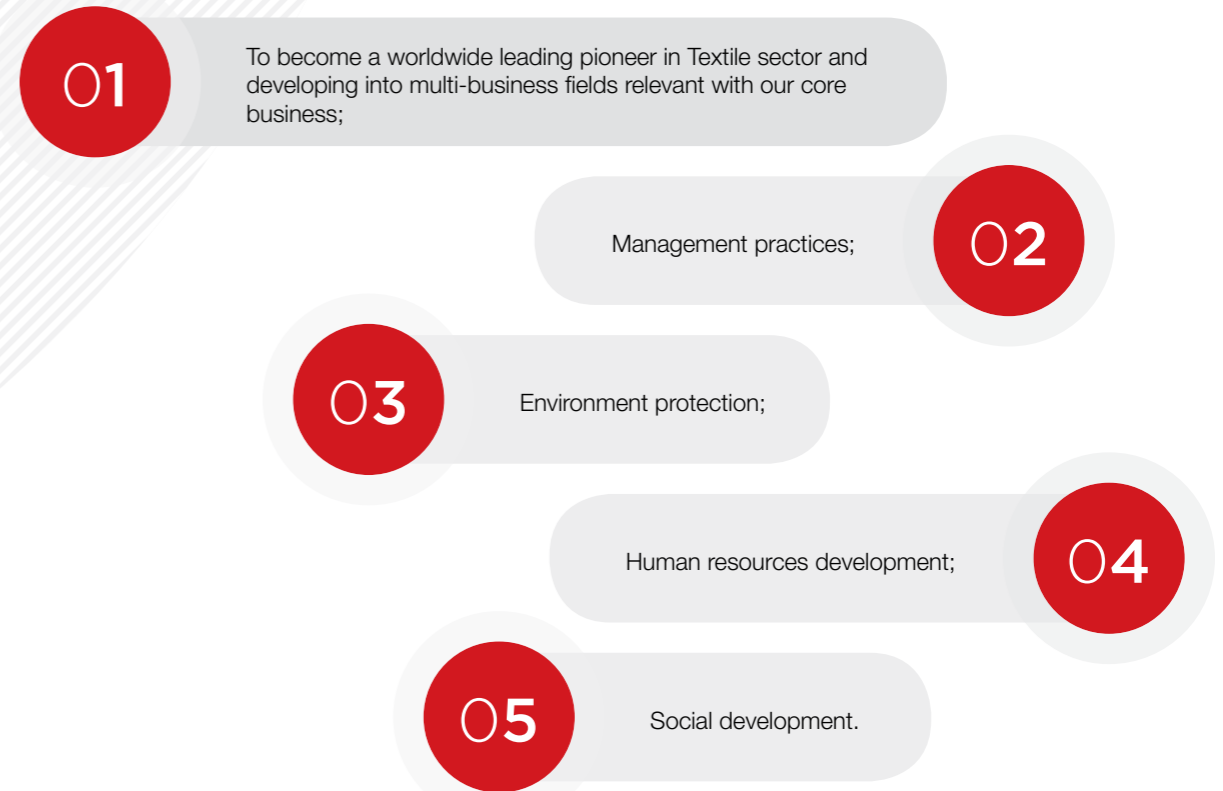 01
To become a worldwide leading pioneer in Textile sector and
developing into multi-business fields relevant with our core
business;
Management practices;
02
03
Environment protection;
Human resources development;
04
05
Social development.